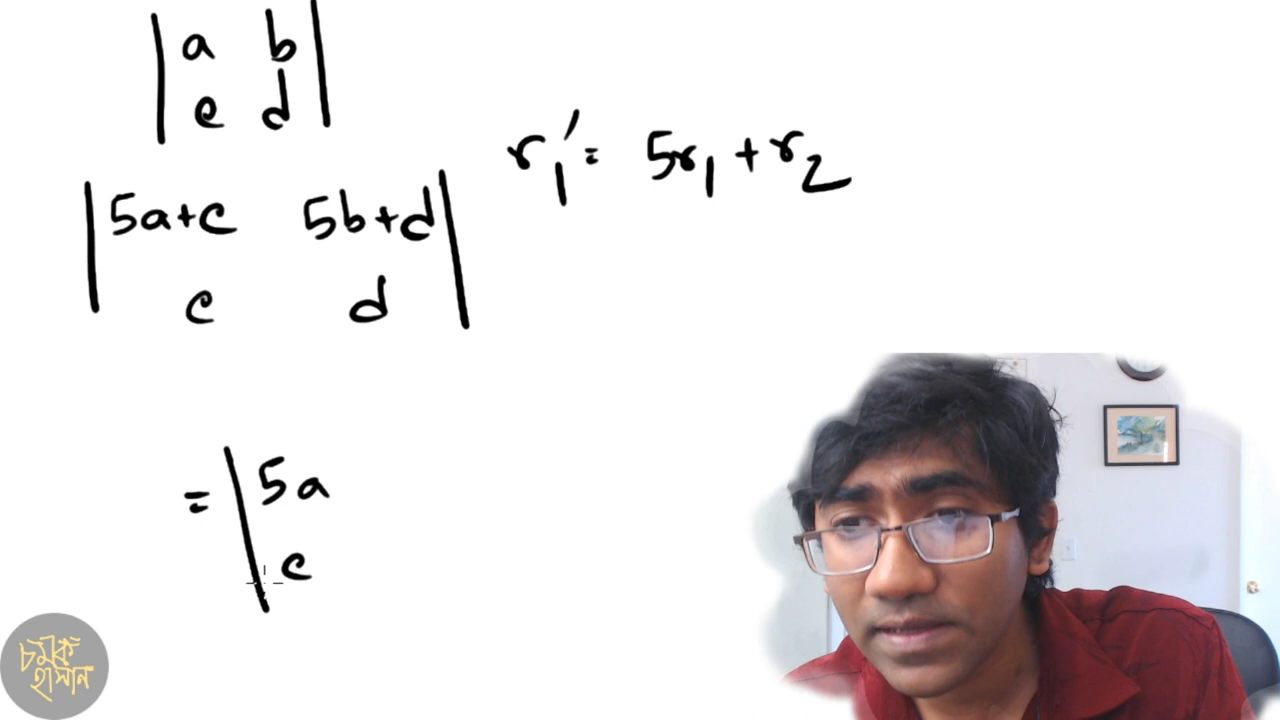 | a b |
| c d |
r₁′ = 5r₁ + r₂
| 5a+c 5b+d |
| c d |
= | 5a
| c
চমক
হাসান